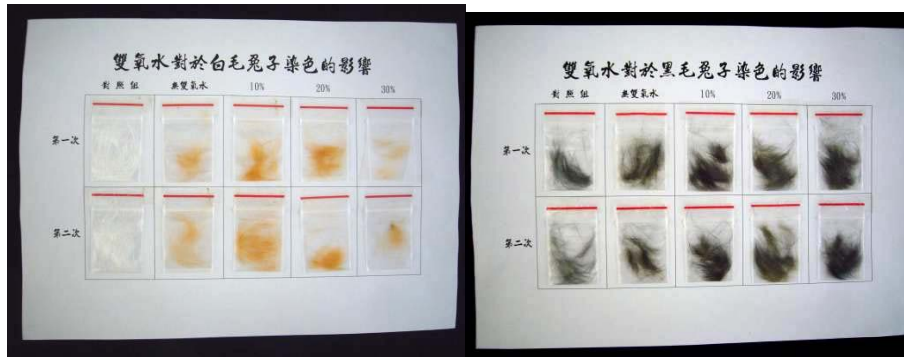 雙氧水對於白毛兔子染色的影響
對照組 無雙氧水 10% 20% 30%
第一次
第二次
雙氧水對於黑毛兔子染色的影響
對照組 無雙氧水 10% 20% 30%
第一次
第二次